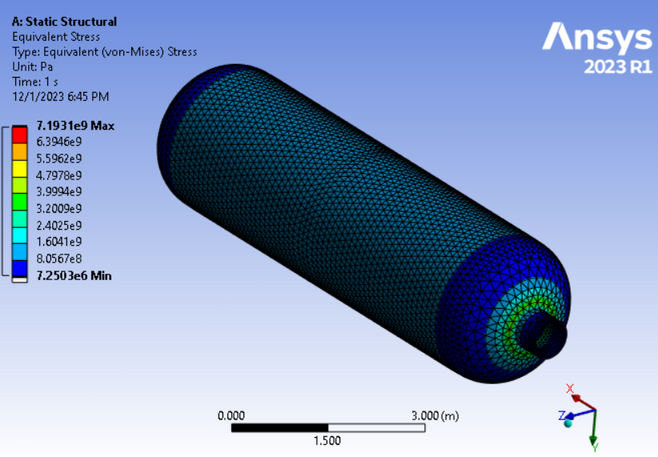 A: Static Structural
Equivalent Stress
Type: Equivalent (von-Mises) Stress
Unit: Pa
Time: 1 s
12/1/2023 6:45 PM
7.1931e9 Max
6.3946e9
5.5962e9
4.7978e9
3.9994e9
3.2009e9
2.4025e9
1.6041e9
8.0567e8
7.2503e6 Min
Ansys
2023 R1
0.000 3.000 (m)
1.500
X
Z
Y